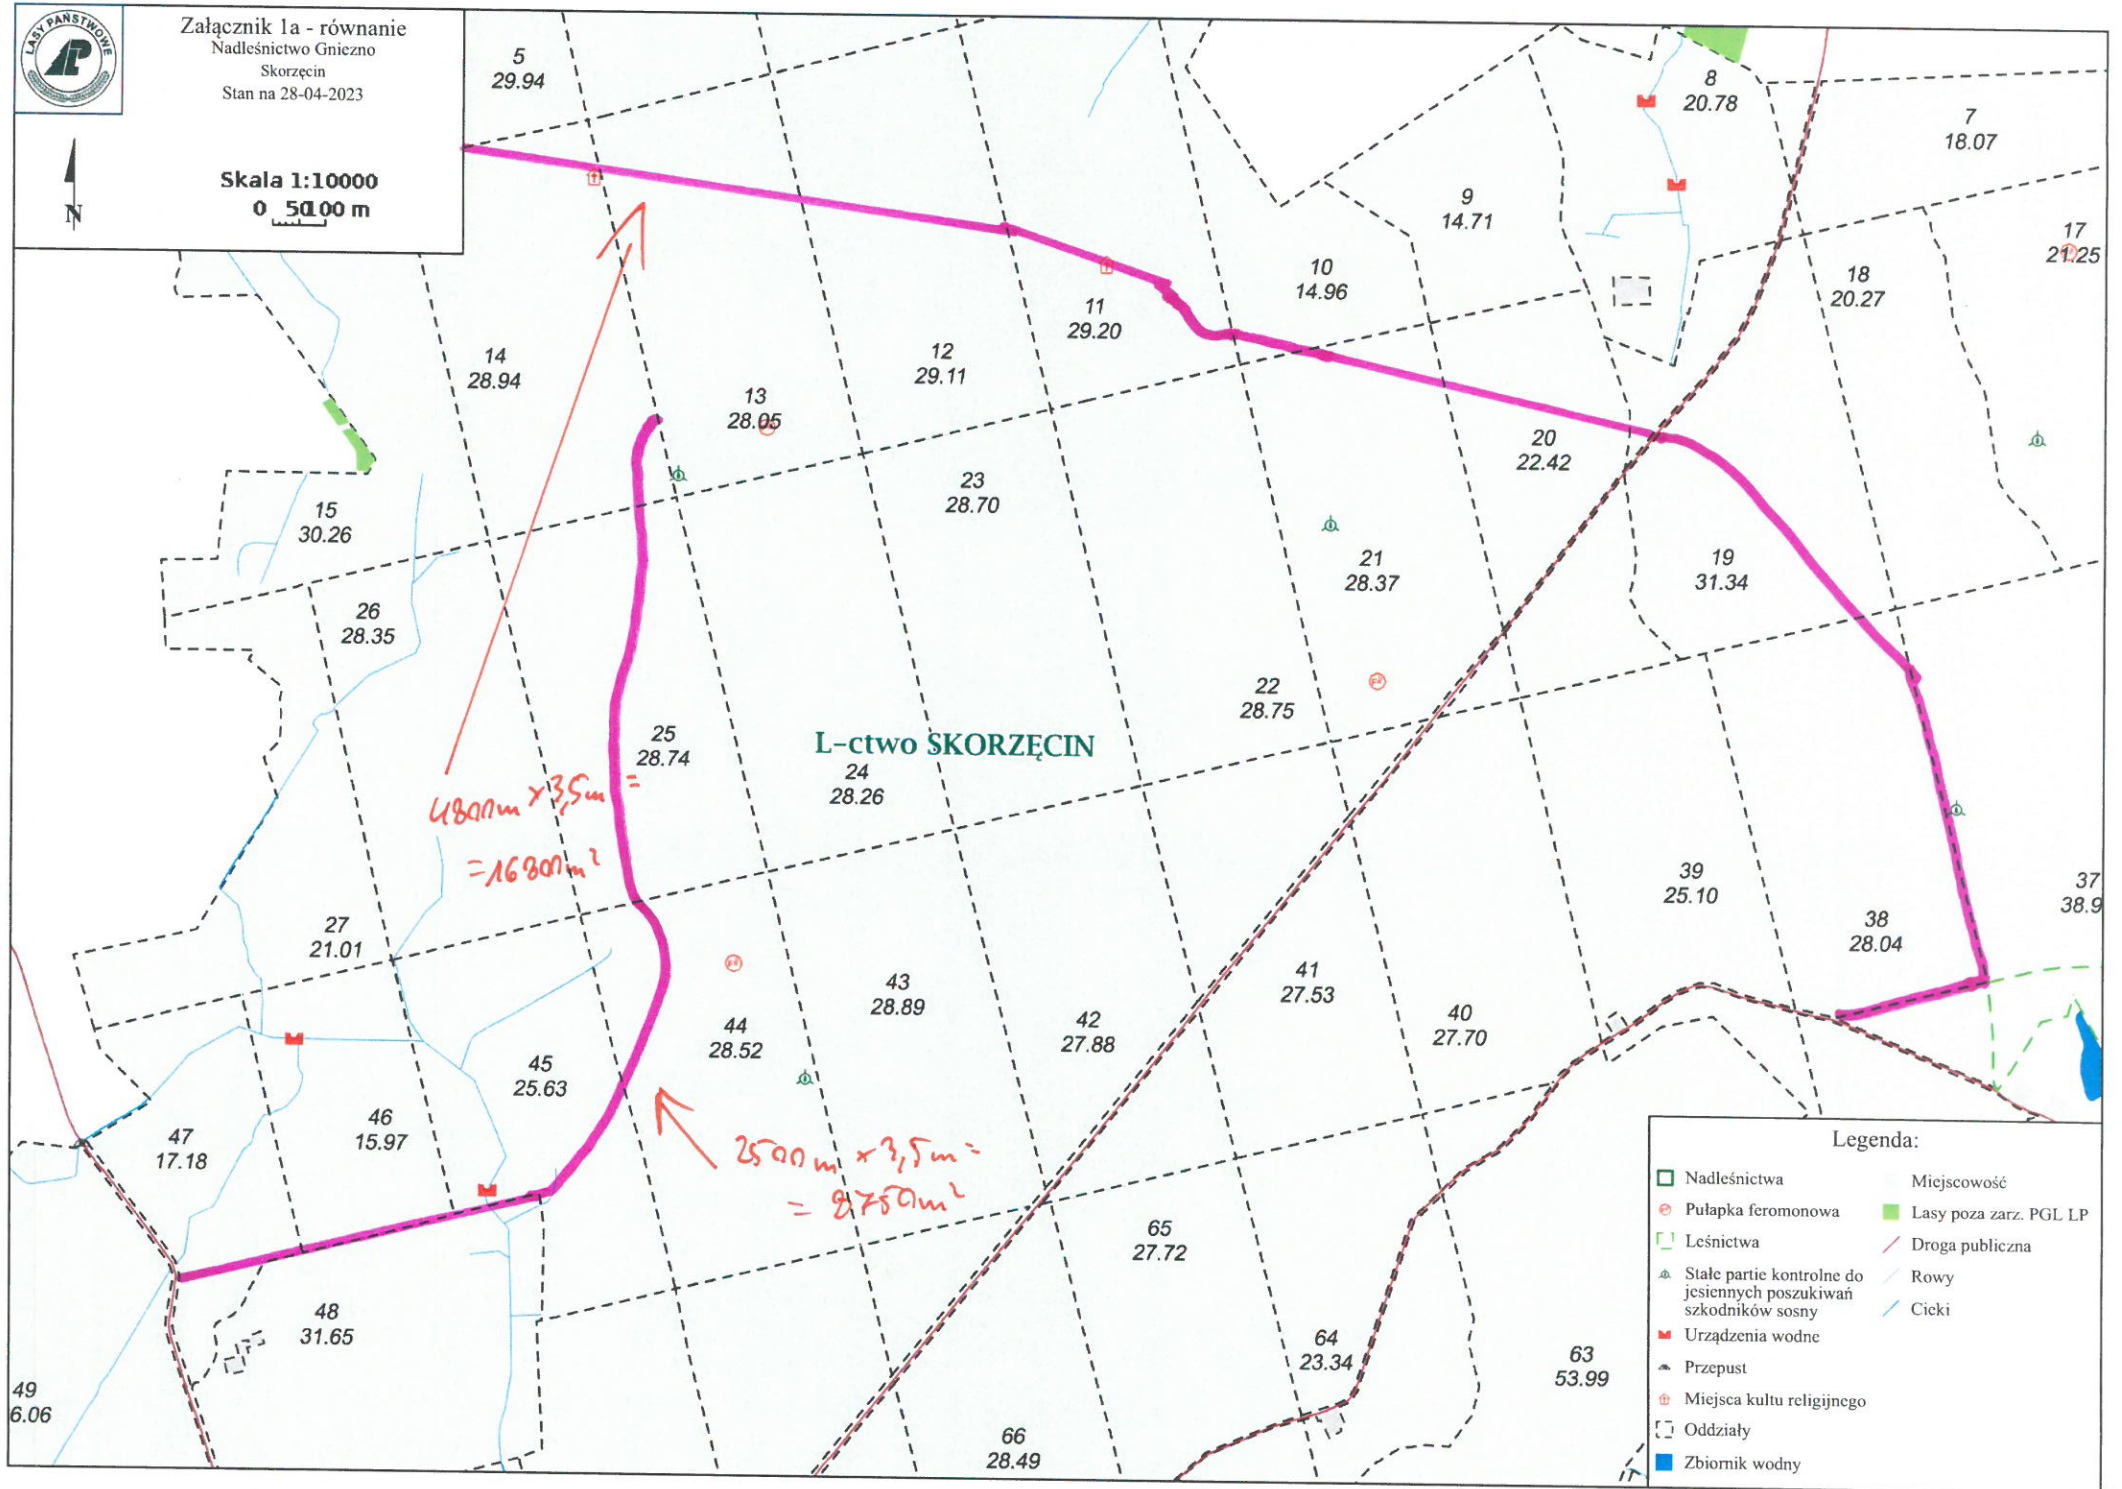 LASY PAŃSTWOWE
Załącznik 1a - równanie
Nadleśnictwo Gniezno
Skorzęcin
Stan na 28-04-2023
N
Skala 1:10000
0 50100 m
5
29.94
8
20.78
7
18.07
9
14.71
17
21.25
10
14.96
18
20.27
11
29.20
12
29.11
14
28.94
13
28.05
20
22.42
23
28.70
15
30.26
21
28.37
19
31.34
26
28.35
22
28.75
25
28.74
L-ctwo SKORZĘCIN
24
28.26
4800m x 3,5m =
=16800m²
39
25.10
37
38.9
38
28.04
27
21.01
43
28.89
41
27.53
40
27.70
42
27.88
44
28.52
45
25.63
46
15.97
47
17.18
2500m x 3,5m =
= 8750m²
65
27.72
48
31.65
64
23.34
63
53.99
49
6.06
66
28.49
Legenda:
Nadleśnictwa
Pułapka feromonowa
Leśnictwa
Stałe partie kontrolne do
jesiennych poszukiwań
szkodników sosny
Urządzenia wodne
Przepust
Miejsca kultu religijnego
Oddziały
Zbiornik wodny
Miejscowość
Lasy poza zarz. PGL LP
Droga publiczna
Rowy
Cieki